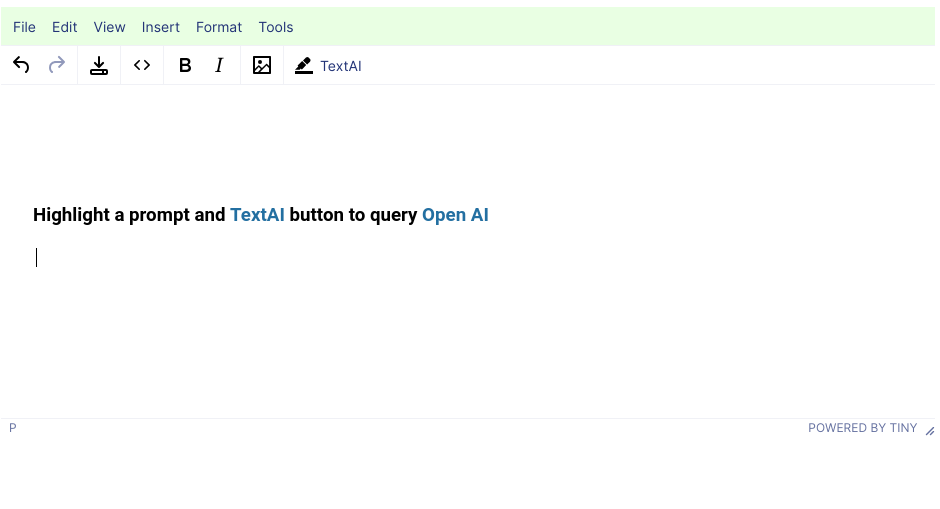 File Edit View Insert Format Tools
B I TextAI
Highlight a prompt and TextAI button to query Open AI
P POWERED BY TINY